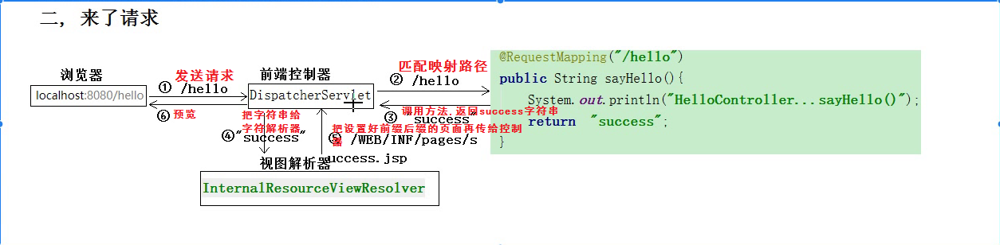 二, 来了请求
浏览器
localhost:8080/hello
① 发送请求
/hello
⑥ 预览
前端控制器
DispatcherServlet
② 匹配映射路径
/hello
@RequestMapping("/hello")
public String sayHello(){
System.out.println("HelloController...sayHello()");
return "success";
}
③ 调用方法.返回success字符串
"success"
把字符串给
字符解析器
④"success"
⑤ 把设置好前缀后缀的页面再传给控制
器 /WEB/INF/pages/s
uccess.jsp
视图解析器
InternalResourceViewResolver